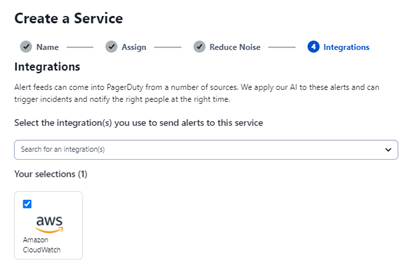 Create a Service
Name Assign Reduce Noise 4 Integrations
Integrations
Alert feeds can come into PagerDuty from a number of sources. We apply our AI to these alerts and can
trigger incidents and notify the right people at the right time.
Select the integration(s) you use to send alerts to this service
Search for an integration(s)
Your selections (1)
aws
Amazon
CloudWatch